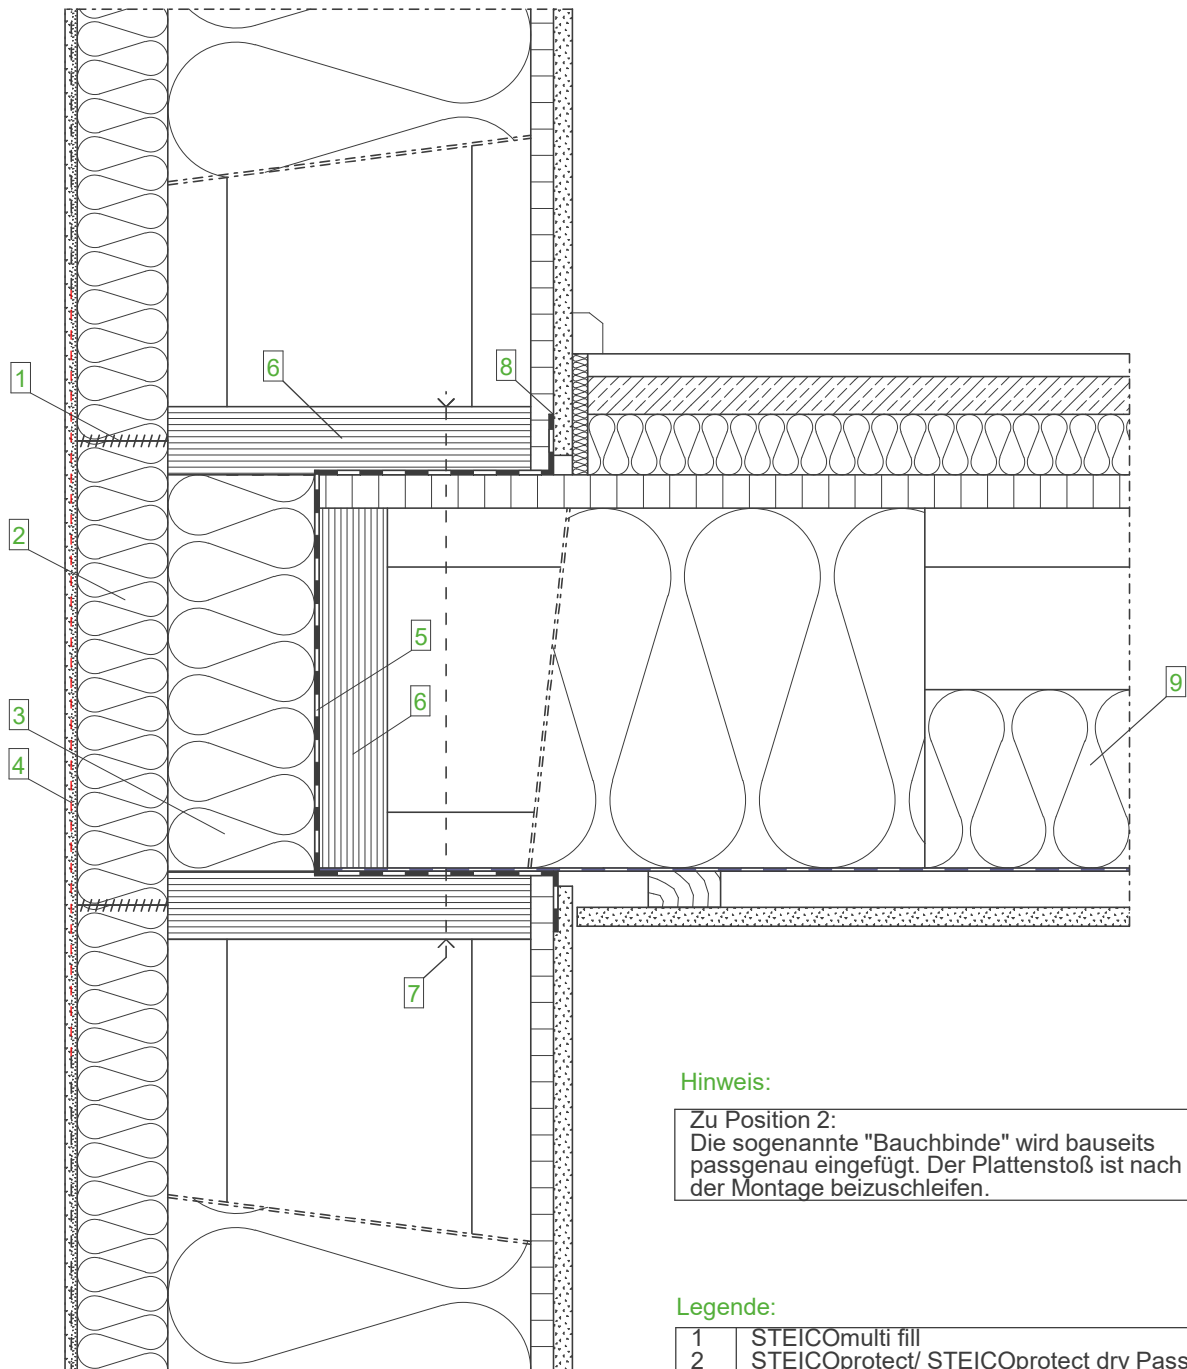 1
6
8
2
5
6
3
4
9
7
Hinweis:
Zu Position 2:
Die sogenannte "Bauchbinde" wird bauseits
passgenau eingefügt. Der Plattenstoß ist nach
der Montage beizuschleifen.
Legende:
1 STEICOmulti fill
2 STEICOprotect/ STEICOprotect dry Pass